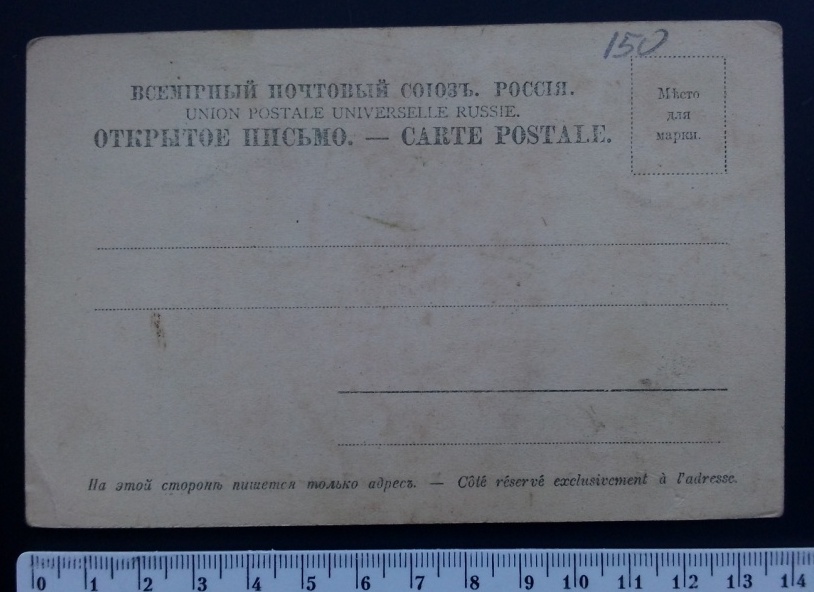 150
ВСЕМІРНЫЙ ПОЧТОВЫЙ СОЮЗЪ. РОССІЯ.
UNION POSTALE UNIVERSELLE RUSSIE.
ОТКРЫТОЕ ПИСЬМО. — CARTE POSTALE.
Мѣсто
для
марки.
На этой сторонѣ пишется только адресъ. — Côté réservé exclusivement à l'adresse.
0 1 2 3 4 5 6 7 8 9 10 11 12 13 14